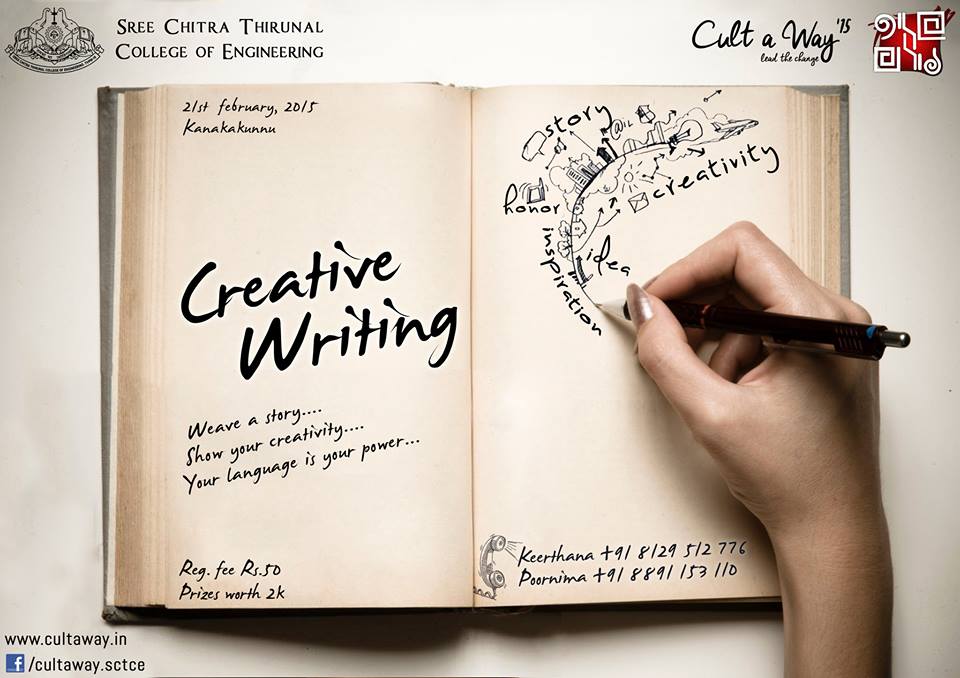 SREE CHITRA THIRUNAL
COLLEGE OF ENGINEERING
Cult a Way '15
lead the change
21st february, 2015
Kanakakunnu
Creative
Writing
Weave a story....
Show your creativity....
Your language is your power...
Reg. fee Rs.50
Prizes worth 2k
story
@il
creativity
honor
idea
inspiration
Keerthana +91 8129 512 776
Poornima +91 8891 153 110
www.cultaway.in
f /cultaway.sctce